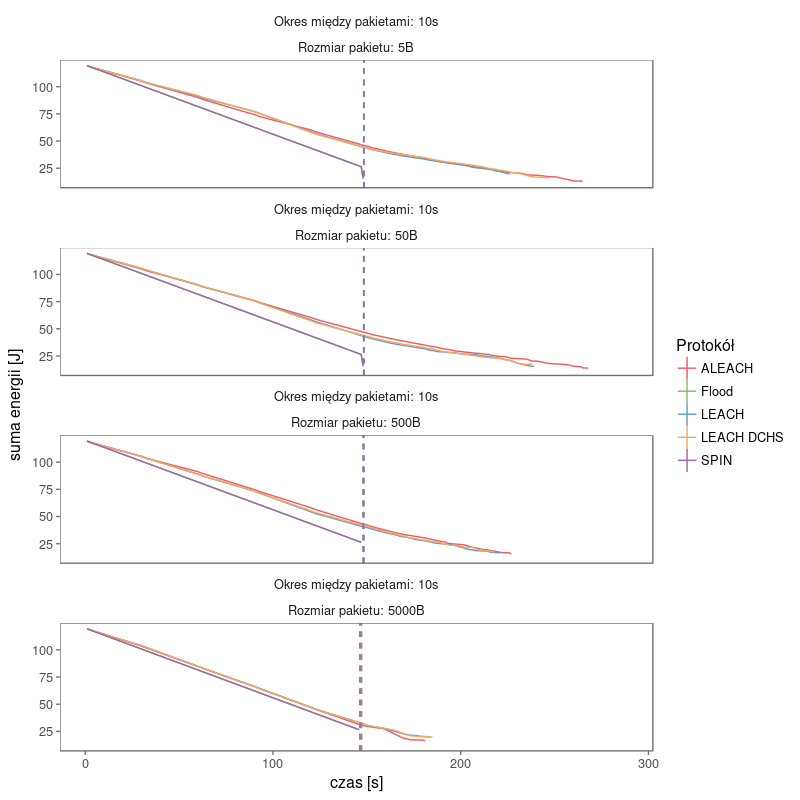 Okres między pakietami: 10s
Rozmiar pakietu: 5B
100
75
50
25
Okres między pakietami: 10s
Rozmiar pakietu: 50B
100
75
50
25
Okres między pakietami: 10s
Rozmiar pakietu: 500B
100
75
50
25
Okres między pakietami: 10s
Rozmiar pakietu: 5000B
100
75
50
25
0 100 200 300
czas [s]
suma energii [J]
Protokół
ALEACH
Flood
LEACH
LEACH DCHS
SPIN